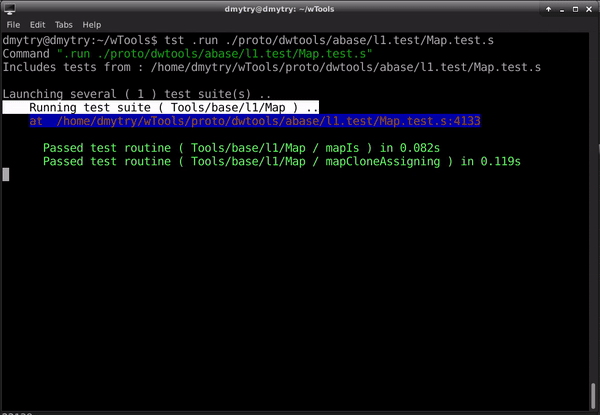 dmytry@dmytry: ~/wTools
File Edit Tabs Help
dmytry@dmytry:~/wTools$ tst .run ./proto/dwtools/abase/l1.test/Map.test.s
Command ".run ./proto/dwtools/abase/l1.test/Map.test.s"
Includes tests from : /home/dmytry/wTools/proto/dwtools/abase/l1.test/Map.test.s
Launching several ( 1 ) test suite(s) ..
Running test suite ( Tools/base/l1/Map ) ..
at /home/dmytry/wTools/proto/dwtools/abase/l1.test/Map.test.s:4133
Passed test routine ( Tools/base/l1/Map / mapIs ) in 0.082s
Passed test routine ( Tools/base/l1/Map / mapCloneAssigning ) in 0.119s